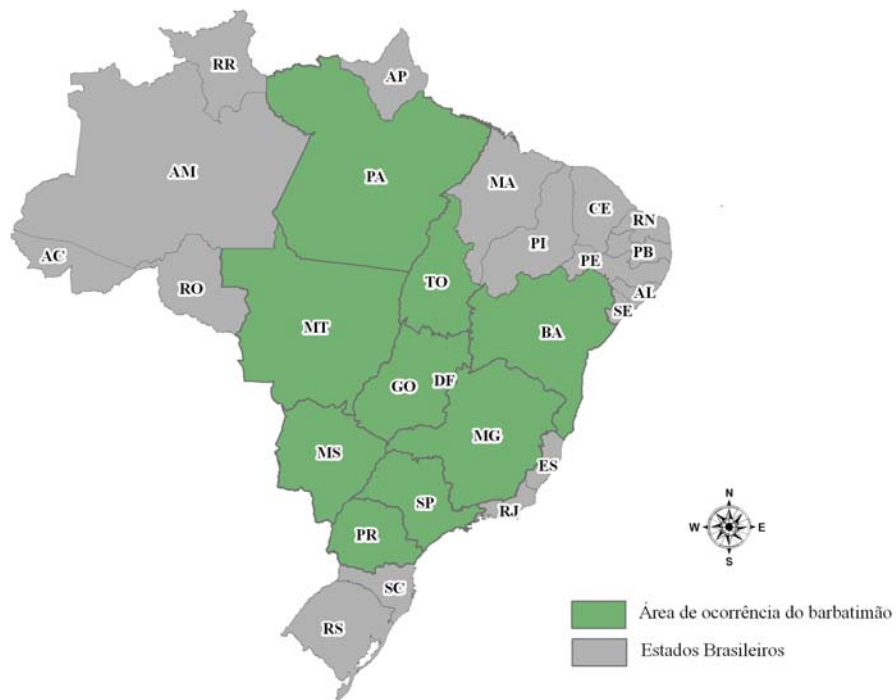 RR
AP
AM
PA
MA
CE
RN
PI
PB
PE
AC
TO
AL
RO
SE
MT
BA
DF
GO
MG
MS
ES
SP
RJ
PR
SC
RS
N
W
E
S
Área de ocorrência do barbatimão
Estados Brasileiros